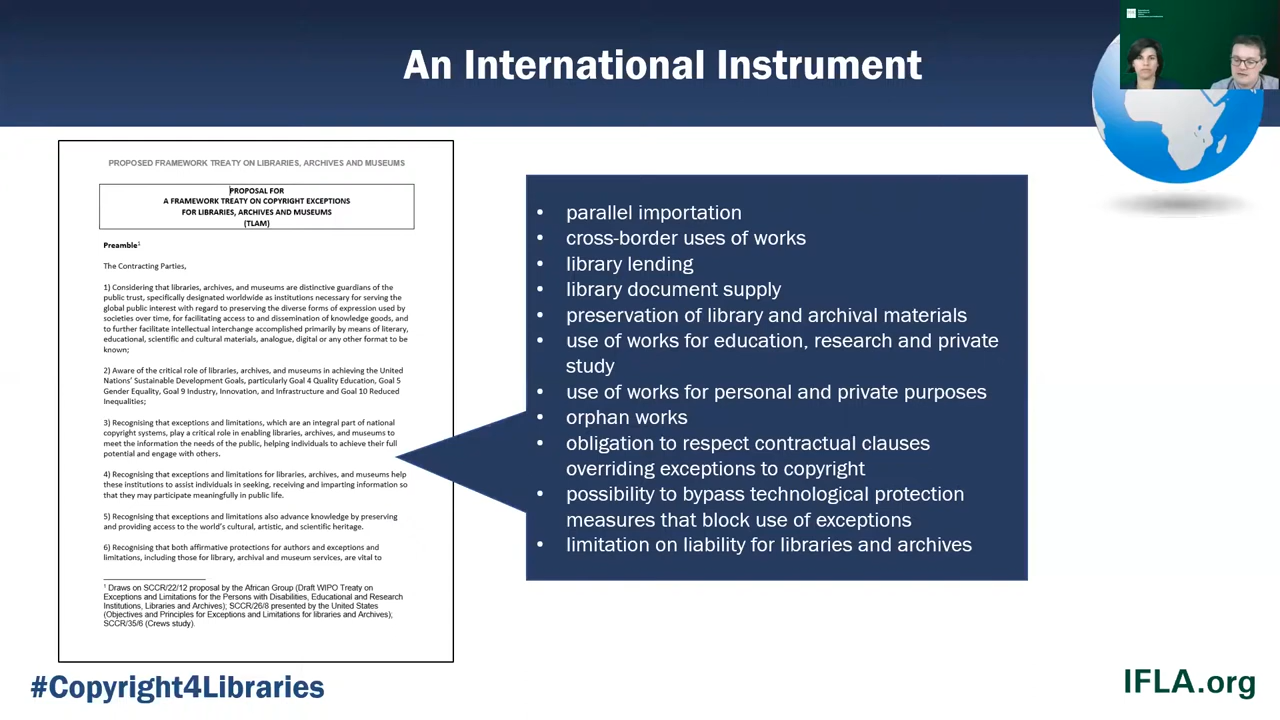 An International Instrument
PROPOSED FRAMEWORK TREATY ON LIBRARIES, ARCHIVES AND MUSEUMS
PROPOSAL FOR
A FRAMEWORK TREATY ON COPYRIGHT EXCEPTIONS
FOR LIBRARIES, ARCHIVES AND MUSEUMS
(TLAM)
Preamble¹
The Contracting Parties,
1) Considering that libraries, archives, and museums are distinctive guardians of the
public trust, specifically designated worldwide as institutions necessary for serving the
global public interest with regard to preserving the diverse forms of expression used by
societies over time, for facilitating access to and dissemination of knowledge goods, and
to further facilitate intellectual interchange accomplished primarily by means of literary,
educational, scientific and cultural materials, analogue, digital or any other format to be
known;
2) Aware of the critical role of libraries, archives, and museums in achieving the United
Nations’ Sustainable Development Goals, particularly Goal 4 Quality Education, Goal 5
Gender Equality, Goal 9 Industry, Innovation, and Infrastructure and Goal 10 Reduced
Inequalities;
3) Recognising that exceptions and limitations, which are an integral part of national
copyright systems, play a critical role in enabling libraries, archives, and museums to
meet the information the needs of the public, helping individuals to achieve their full
potential and engage with others.
4) Recognising that exceptions and limitations for libraries, archives, and museums help
these institutions to assist individuals in seeking, receiving and imparting information so
that they may participate meaningfully in public life.
5) Recognising that exceptions and limitations also advance knowledge by preserving
and providing access to the world’s cultural, artistic, and scientific heritage.
6) Recognising that both affirmative protections for authors and exceptions and
limitations, including those for library, archival and museum services, are vital to
¹ Draws on SCCR/22/12 proposal by the African Group (Draft WIPO Treaty on
Exceptions and Limitations for the Persons with Disabilities, Educational and Research
Institutions, Libraries and Archives); SCCR/26/8 presented by the United States
(Objectives and Principles for Exceptions and Limitations for libraries and Archives);
SCCR/35/6 (Crews study).
• parallel importation
• cross-border uses of works
• library lending
• library document supply
• preservation of library and archival materials
• use of works for education, research and private
study
• use of works for personal and private purposes
• orphan works
• obligation to respect contractual clauses
overriding exceptions to copyright
• possibility to bypass technological protection
measures that block use of exceptions
• limitation on liability for libraries and archives
#Copyright4Libraries
IFLA.org